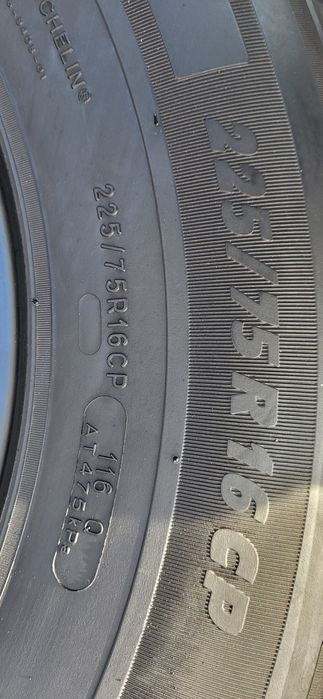 MICHELIN®
225/75R16CP
116 Q
AT475KPa
225/75 R 16 CP